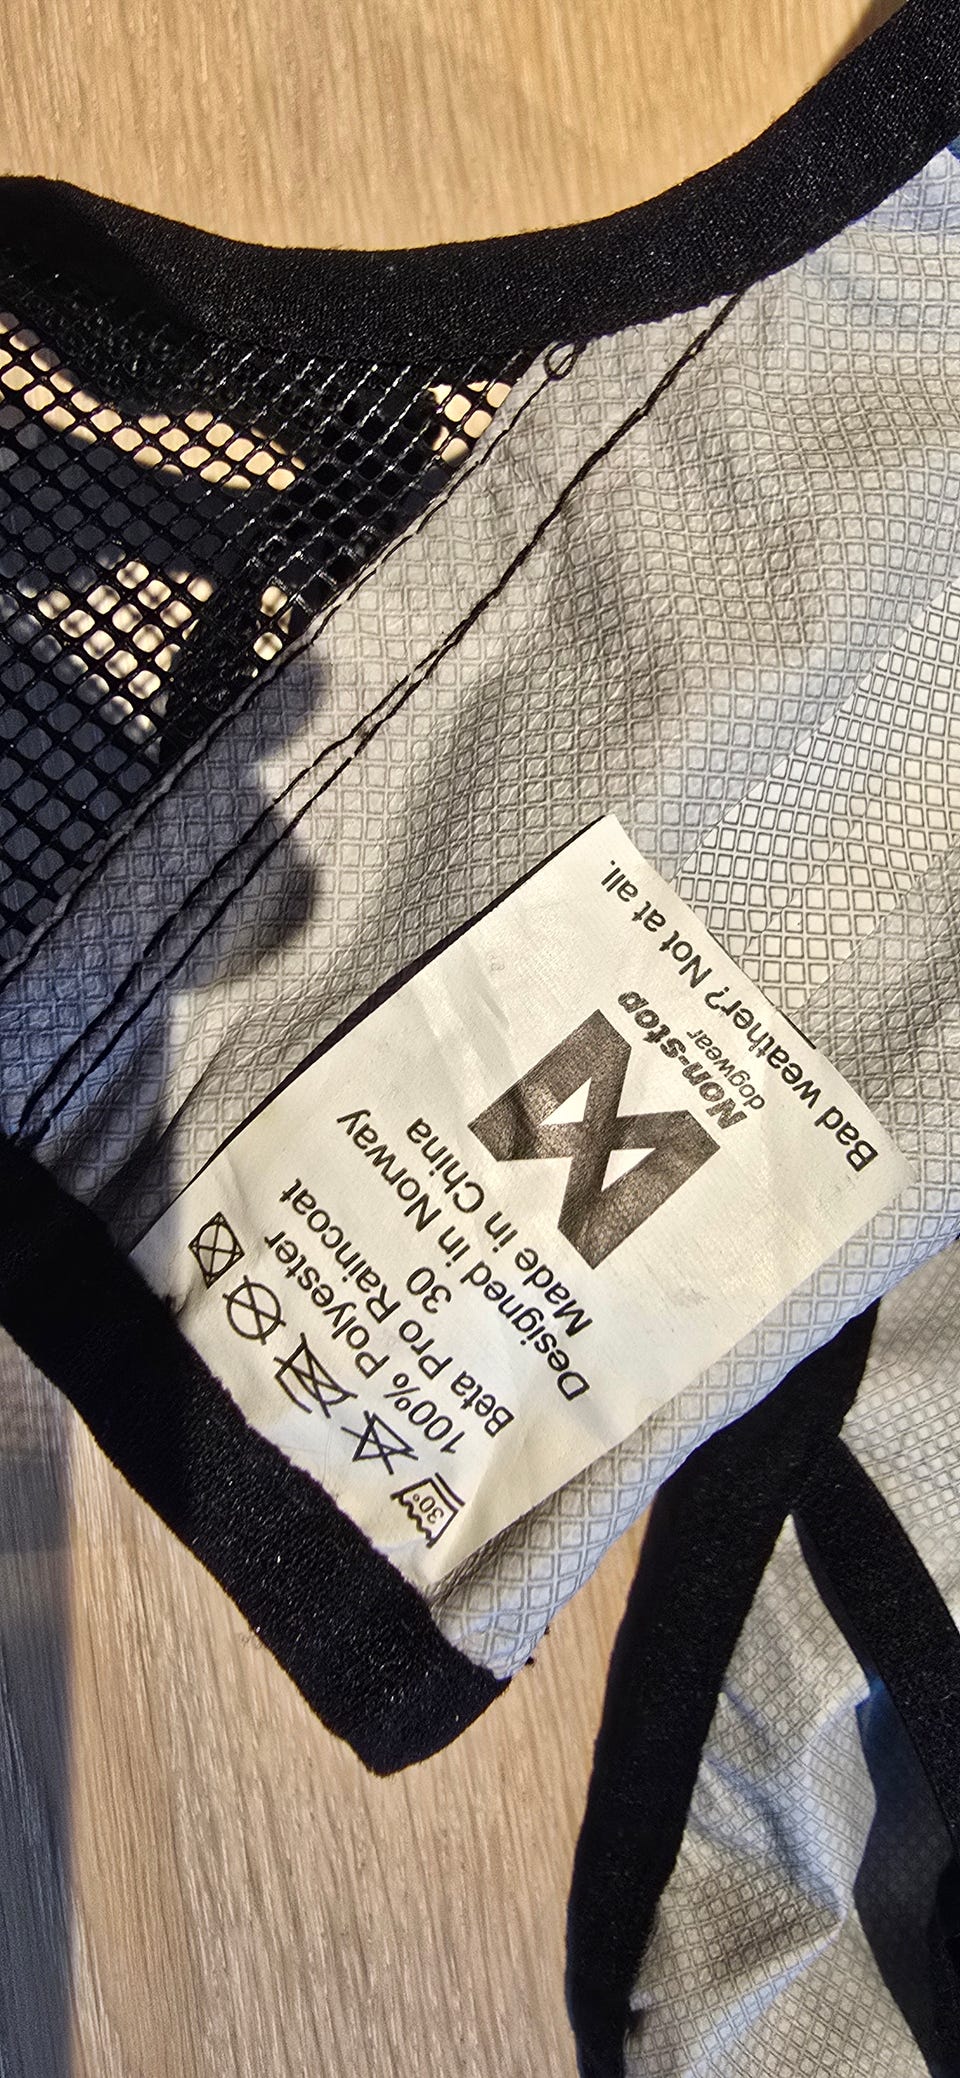 Bad weather? Not at all.
Non-stop
dogwear
Made in China
Designed in Norway
30
Beta Pro Raincoat
100% Polyester
30°